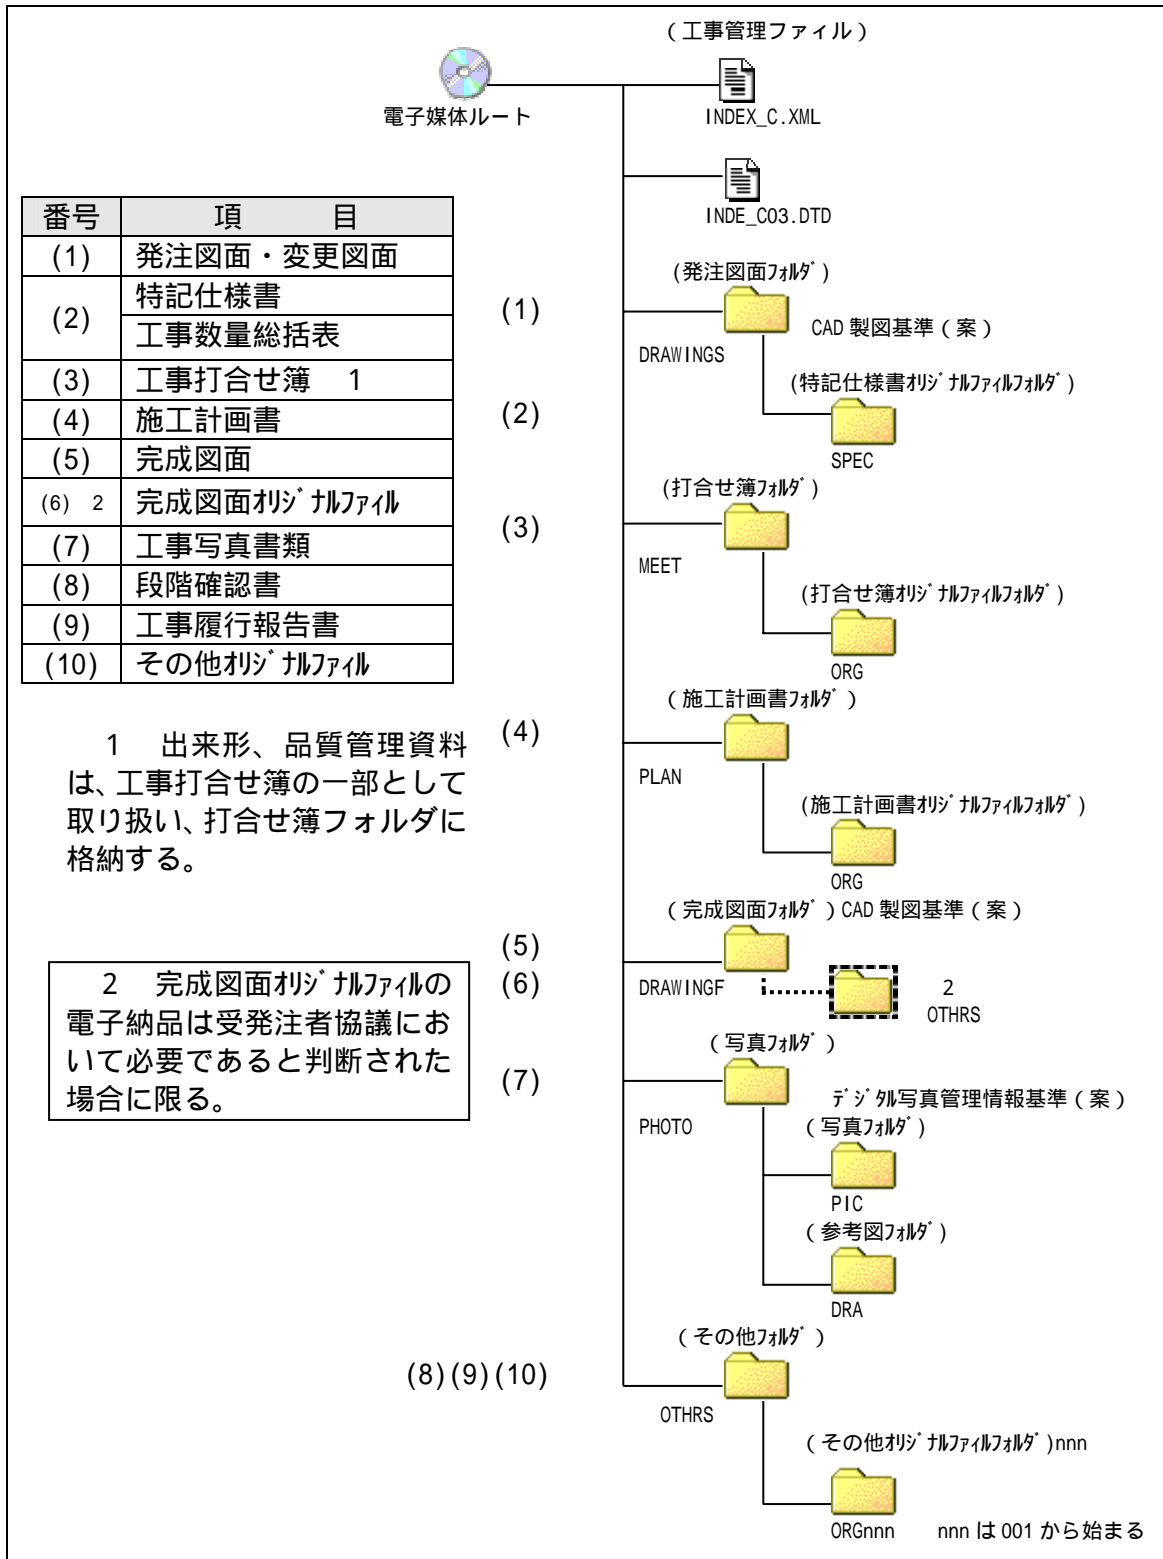 (工事管理ファイル)
電子媒体ルート
INDEX_C.XML
INDE_C03.DTD
番号 項 目
(1) 発注図面・変更図面
(2) 特記仕様書
工事数量総括表
(3) 工事打合せ簿 1
(4) 施工計画書
(5) 完成図面
(6) 2 完成図面ｵﾘｼﾞﾅﾙﾌｧｲﾙ
(7) 工事写真書類
(8) 段階確認書
(9) 工事履行報告書
(10) その他ｵﾘｼﾞﾅﾙﾌｧｲﾙ
1 出来形、品質管理資料
は、工事打合せ簿の一部として
取り扱い、打合せ簿フォルダに
格納する。
2 完成図面ｵﾘｼﾞﾅﾙﾌｧｲﾙの
電子納品は受発注者協議にお
いて必要であると判断された
場合に限る。
(発注図面ﾌｫﾙﾀﾞ)
(1)
CAD 製図基準(案)
DRAWINGS
(特記仕様書ｵﾘｼﾞﾅﾙﾌｧｨﾙﾌｫﾙﾀﾞ)
(2)
SPEC
(打合せ簿ﾌｫﾙﾀﾞ)
(3)
MEET
(打合せ簿ｵﾘｼﾞﾅﾙﾌｧｨﾙﾌｫﾙﾀﾞ)
ORG
(施工計画書ﾌｫﾙﾀﾞ)
(4)
PLAN
(施工計画書ｵﾘｼﾞﾅﾙﾌｧｨﾙﾌｫﾙﾀﾞ)
ORG
(完成図面ﾌｫﾙﾀﾞ)CAD 製図基準(案)
(5)
(6)
DRAWINGF
2
OTHRS
(写真ﾌｫﾙﾀﾞ)
(7)
ﾃﾞｼﾞﾀﾙ写真管理情報基準(案)
PHOTO
(写真ﾌｫﾙﾀﾞ)
PIC
(参考図ﾌｫﾙﾀﾞ)
DRA
(その他ﾌｫﾙﾀﾞ)
(8)(9)(10)
OTHRS
(その他ｵﾘｼﾞﾅﾙﾌｧｨﾙﾌｫﾙﾀﾞ)nnn
ORGnnn nnn は 001 から始まる